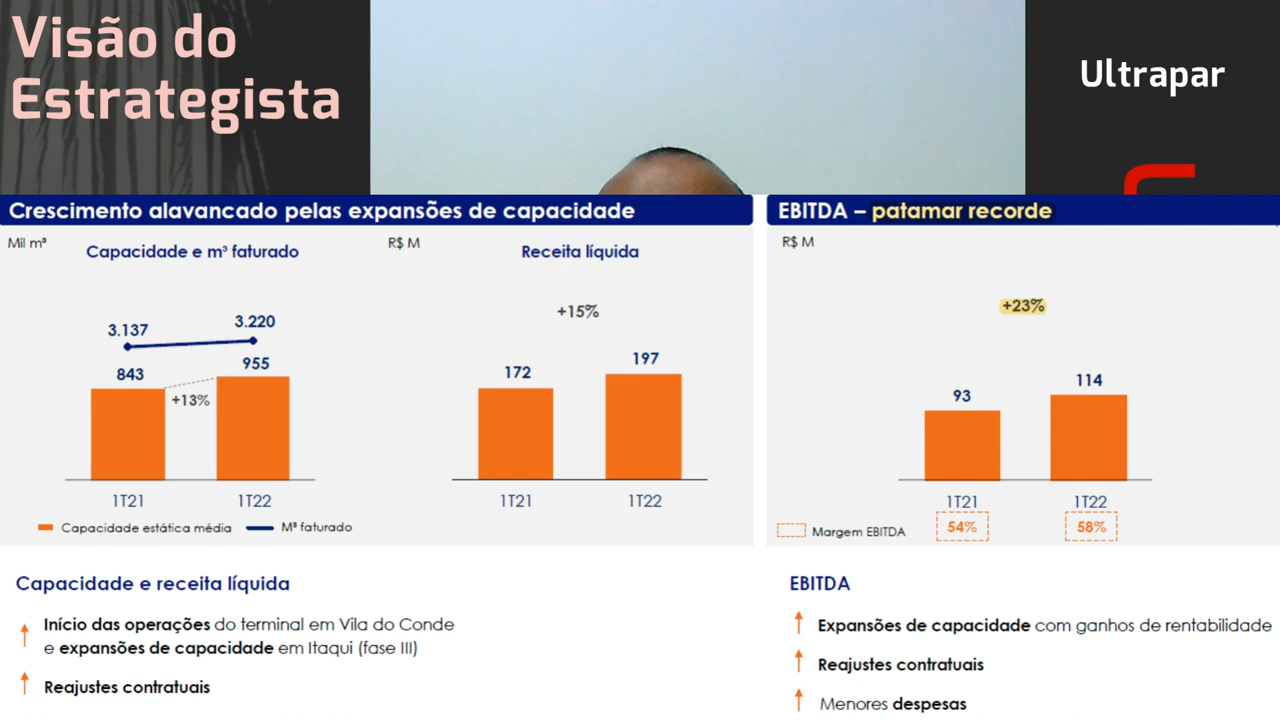 Visão do
Estrategista
Ultrapar
Crescimento alavancado pelas expansões de capacidade
Mil m³
Capacidade e m³ faturado
3.137
3.220
843
955
+13%
1T21
1T22
Capacidade estática média
M³ faturado
R$ M
Receita líquida
+15%
172
197
1T21
1T22
EBITDA – patamar recorde
R$ M
+23%
93
114
1T21
1T22
Margem EBITDA
54%
58%
Capacidade e receita líquida
Início das operações do terminal em Vila do Conde
e expansões de capacidade em Itaqui (fase III)
Reajustes contratuais
EBITDA
Expansões de capacidade com ganhos de rentabilidade
Reajustes contratuais
Menores despesas